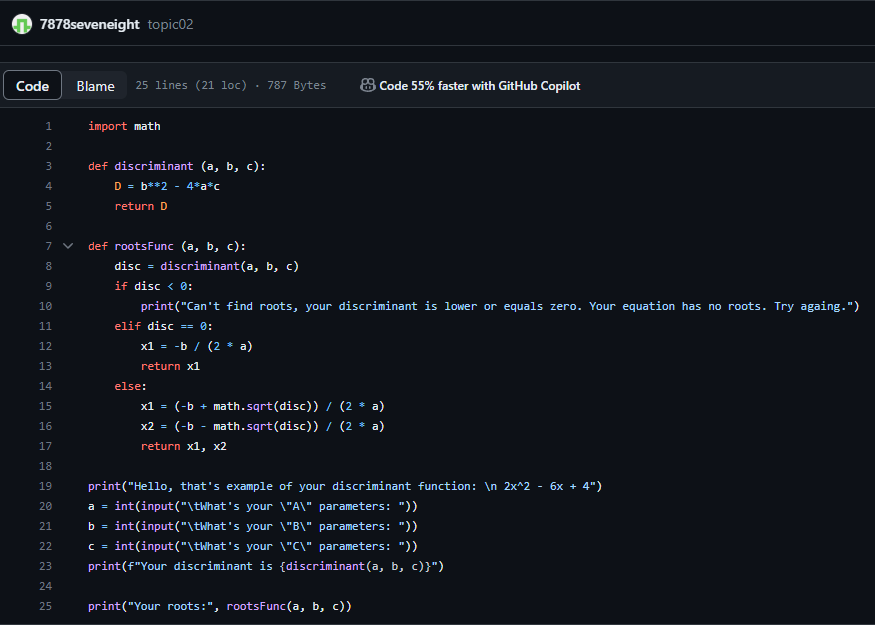 7878seveneight topic02
Code Blame 25 lines (21 loc) · 787 Bytes Code 55% faster with GitHub Copilot
1 import math
2
3 def discriminant (a, b, c):
4     D = b**2 - 4*a*c
5     return D
6
7 def rootsFunc (a, b, c):
8     disc = discriminant(a, b, c)
9     if disc < 0:
10         print("Can't find roots, your discriminant is lower or equals zero. Your equation has no roots. Try againg.")
11     elif disc == 0:
12         x1 = -b / (2 * a)
13         return x1
14     else:
15         x1 = (-b + math.sqrt(disc)) / (2 * a)
16         x2 = (-b - math.sqrt(disc)) / (2 * a)
17         return x1, x2
18
19 print("Hello, that's example of your discriminant function: \n 2x^2 - 6x + 4")
20 a = int(input("\tWhat's your \"A\" parameters: "))
21 b = int(input("\tWhat's your \"B\" parameters: "))
22 c = int(input("\tWhat's your \"C\" parameters: "))
23 print(f"Your discriminant is {discriminant(a, b, c)}")
24
25 print("Your roots:", rootsFunc(a, b, c))